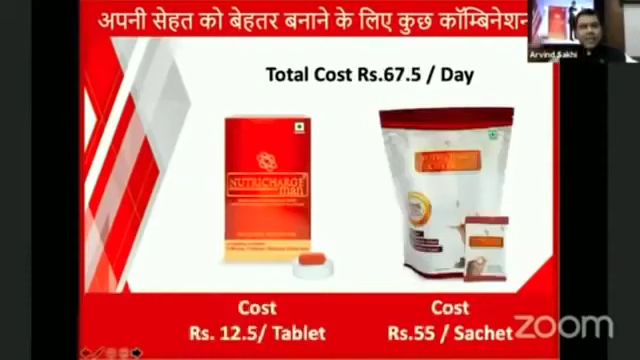 अपनी सेहत को बेहतर बनाने के लिए कुछ कॉम्बिनेशन
Arvind Sakhi
Total Cost Rs.67.5 / Day
NUTRICHARGE
man
Cost
Rs. 12.5/ Tablet
Cost
Rs.55 / Sachet
zoom